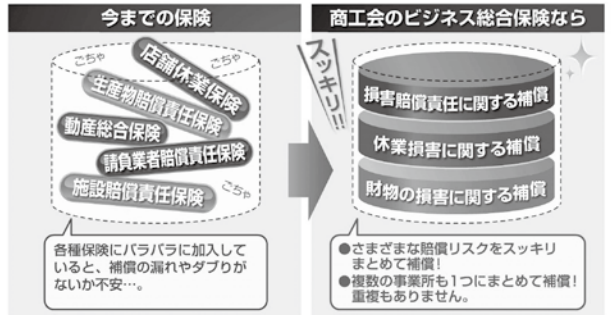 今までの保険
ごちゃ
ごちゃ
店舗休業保険
生産物賠償責任保険
動産総合保険
請負業者賠償責任保険
施設賠償責任保険
ごちゃ
各種保険にバラバラに加入して
いると、補償の漏れやダブりが
ないか不安…。
商工会のビジネス総合保険なら
スッキリ!!
損害賠償責任に関する補償
休業損害に関する補償
財物の損害に関する補償
●さまざまな賠償リスクをスッキリ
まとめて補償!
●複数の事業所も1つにまとめて補償!
重複もありません。